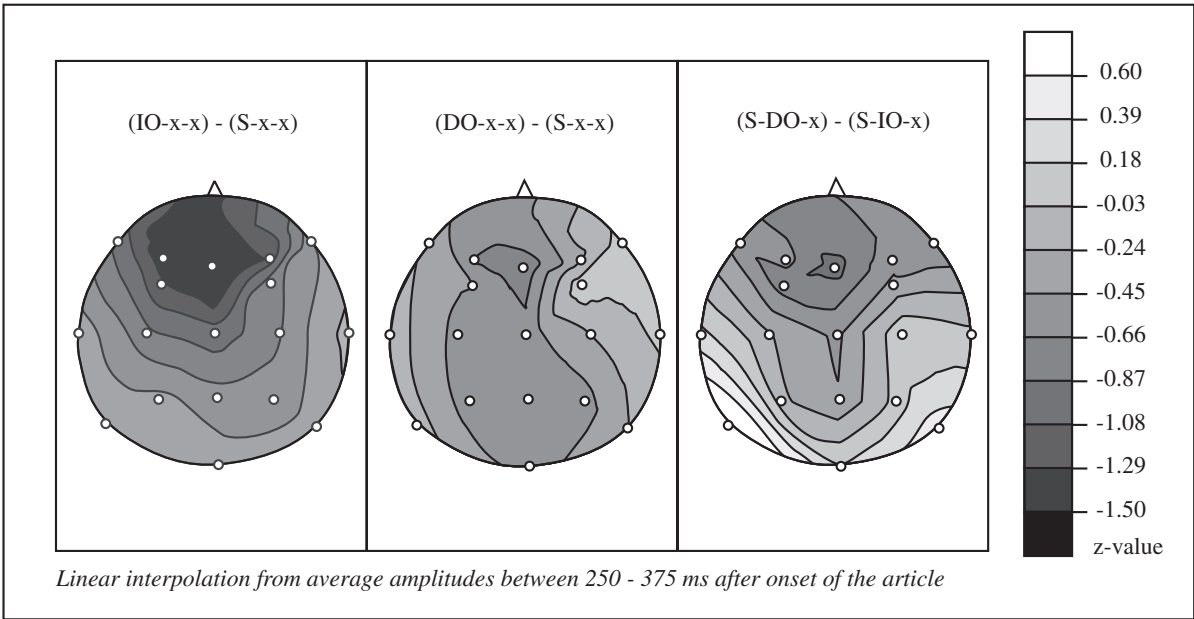 (IO-x-x) - (S-x-x)
(DO-x-x) - (S-x-x)
(S-DO-x) - (S-IO-x)
0.60
0.39
0.18
-0.03
-0.24
-0.45
-0.66
-0.87
-1.08
-1.29
-1.50
z-value
Linear interpolation from average amplitudes between 250 - 375 ms after onset of the article